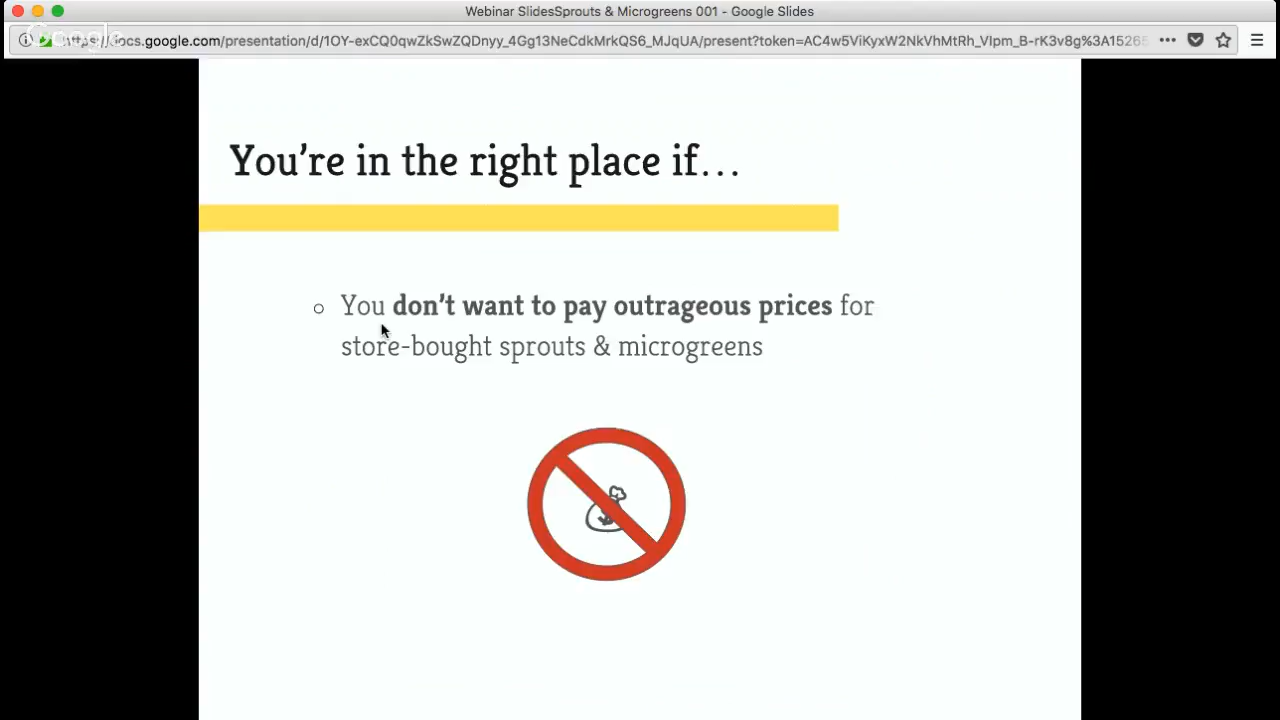 Webinar SlidesSprouts & Microgreens 001 - Google Slides
Google
You're in the right place if…
You don't want to pay outrageous prices for
store-bought sprouts & microgreens